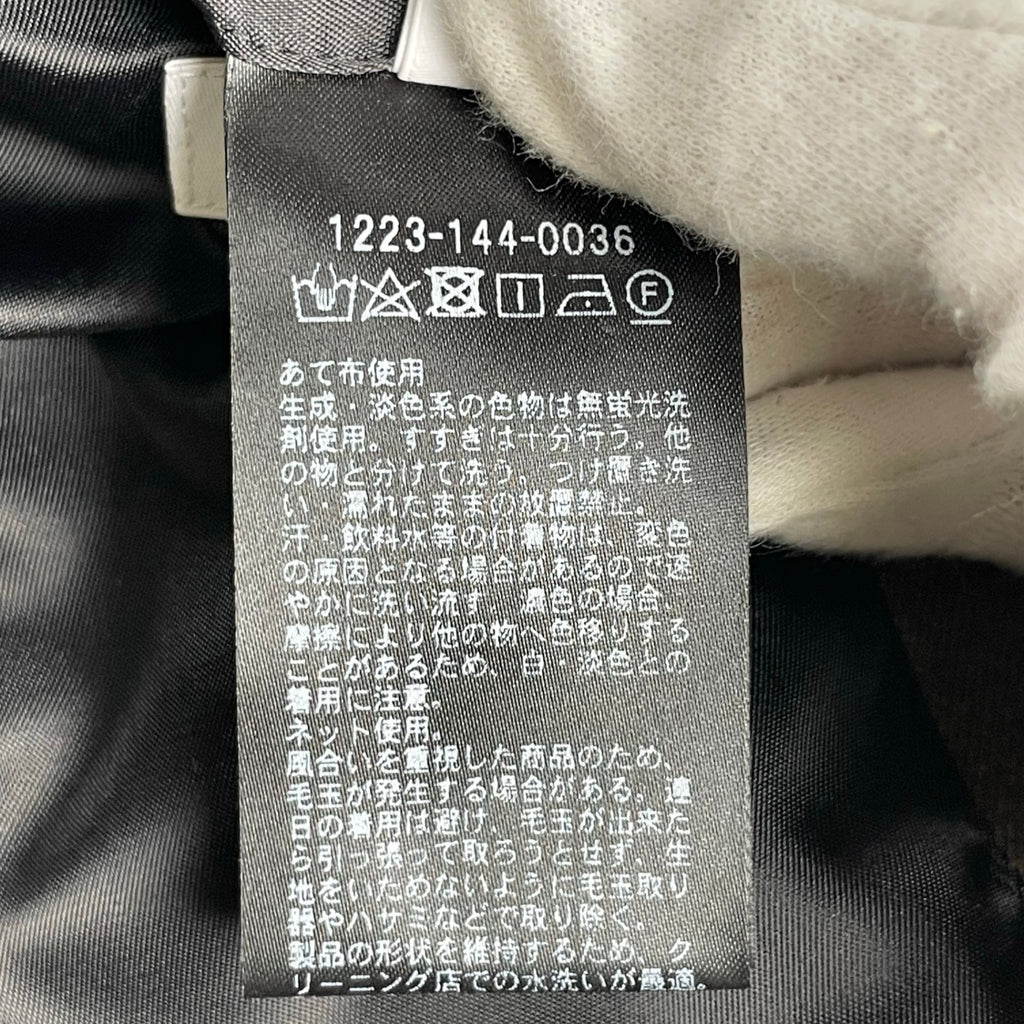 1223-144-0036
F
あて布使用
生成・淡色系の色物は無蛍光洗
剤使用。すすぎは十分行う。他
の物と分けて洗う。つけ置き洗
い・濡れたままの放置禁止。
汗・飲料水等の付着物は、変色
の原因となる場合があるので速
やかに洗い流す。濃色の場合、
摩擦により他の物へ色移りする
ことがあるため、白・淡色との
着用に注意。
ネット使用。
風合いを重視した商品のため、
毛玉が発生する場合がある。連
日の着用は避け、毛玉が出来た
ら引っ張って取ろうとせず、生
地をいためないように毛玉取り
器やハサミなどで取り除く。
製品の形状を維持するため、ク
リーニング店での水洗いが最適。